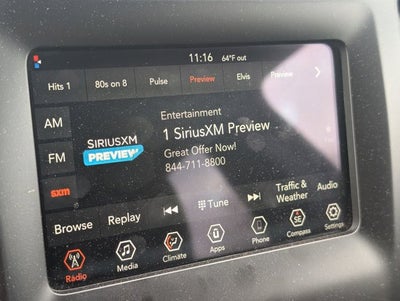 11:16 64°F out
Hits 1 80s on 8 Pulse Preview Elvis Preview
AM
FM
sxm
SIRIUSXM
PREVIEW
Entertainment
1 SiriusXM Preview
Great Offer Now!
844-711-8800
Browse Replay Tune Traffic & Weather Audio
Radio Media Climate Apps Phone SE Compass Settings